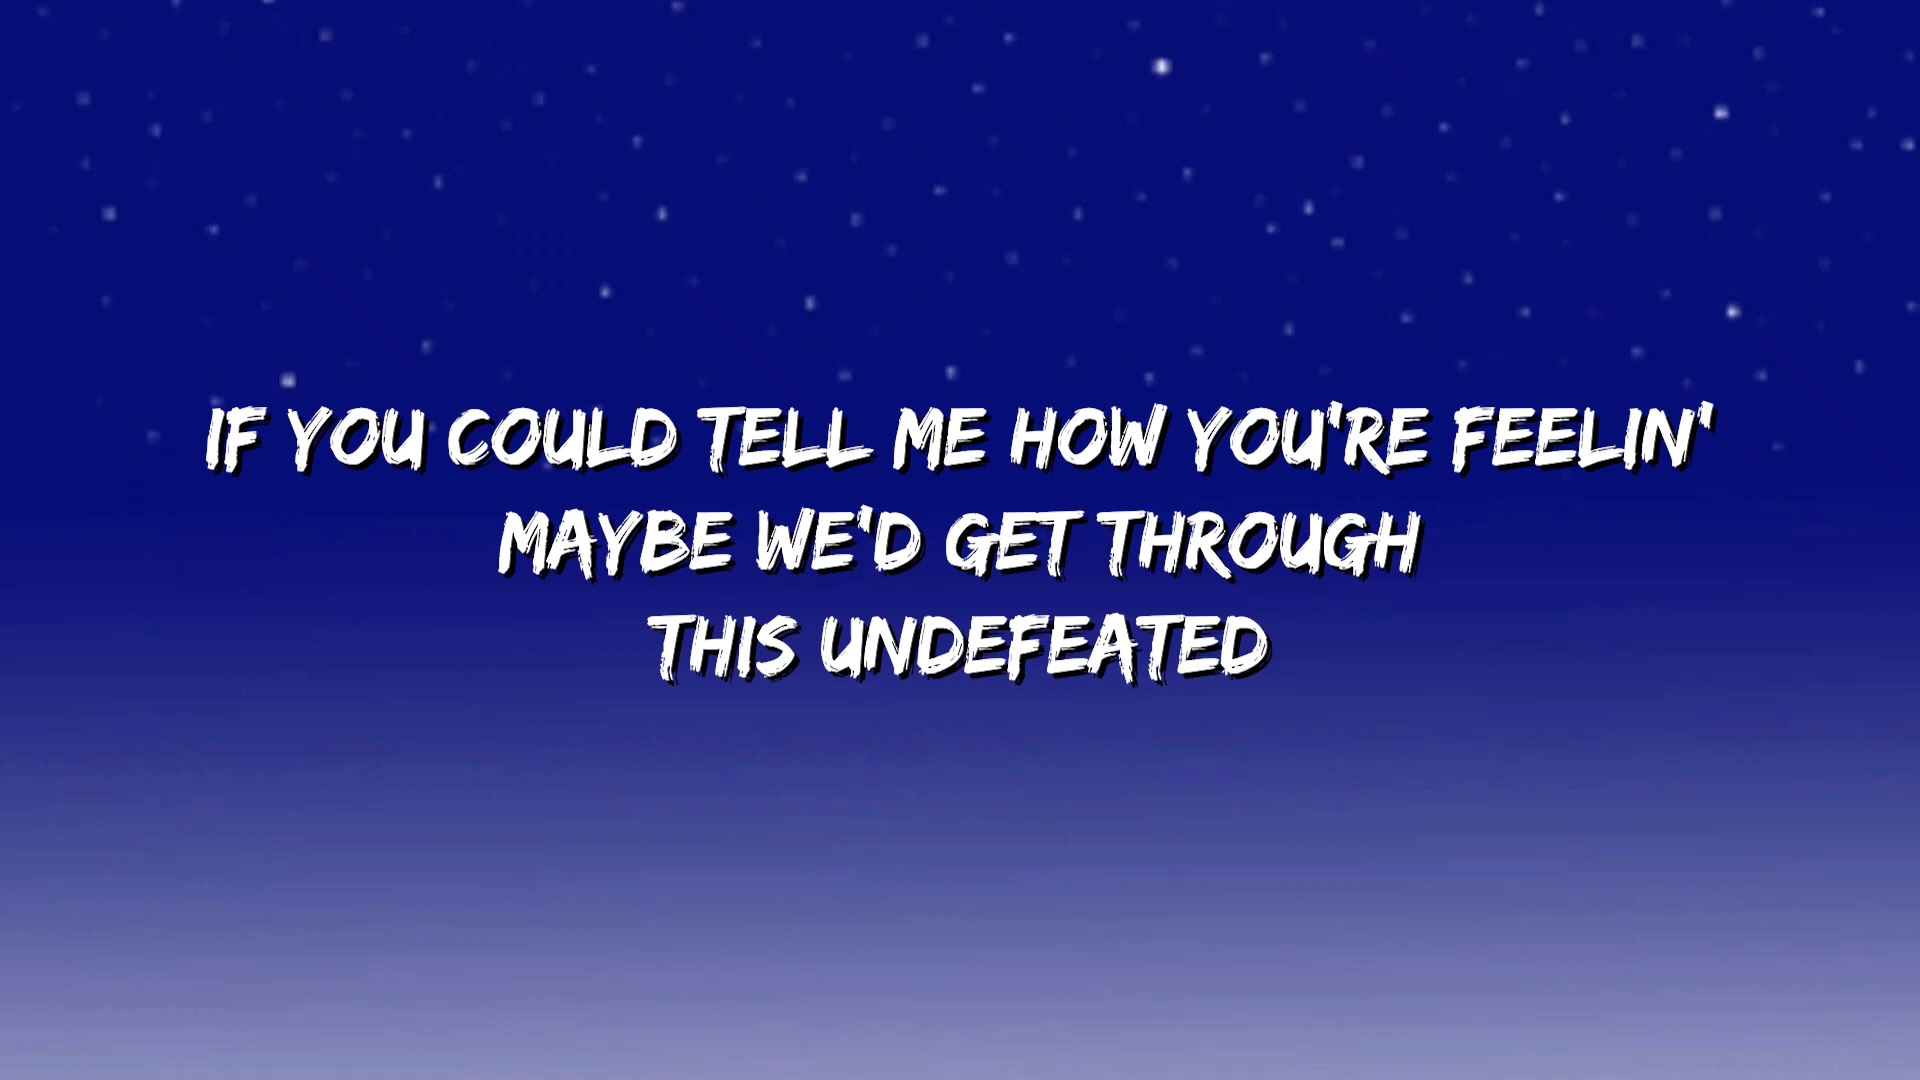 IF YOU COULD TELL ME HOW YOU'RE FEELIN'
MAYBE WE'D GET THROUGH
THIS UNDEFEATED